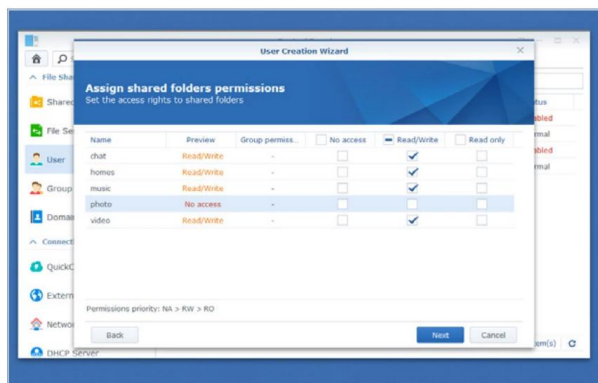 User Creation Wizard
File Sha
Assign shared folders permissions
Set the access rights to shared folders
Shared
File Se
User
Group
Domai
Connecti
QuickC
Extern
Netwo
DHCP Server
Name Preview Group permiss... No access Read/Write Read only
chat Read/Write -
homes Read/Write -
music Read/Write -
photo No access -
video Read/Write -
Permissions priority: NA > RW > RO
Back Next Cancel
tus
abled
rmal
abled
rmal
em(s)